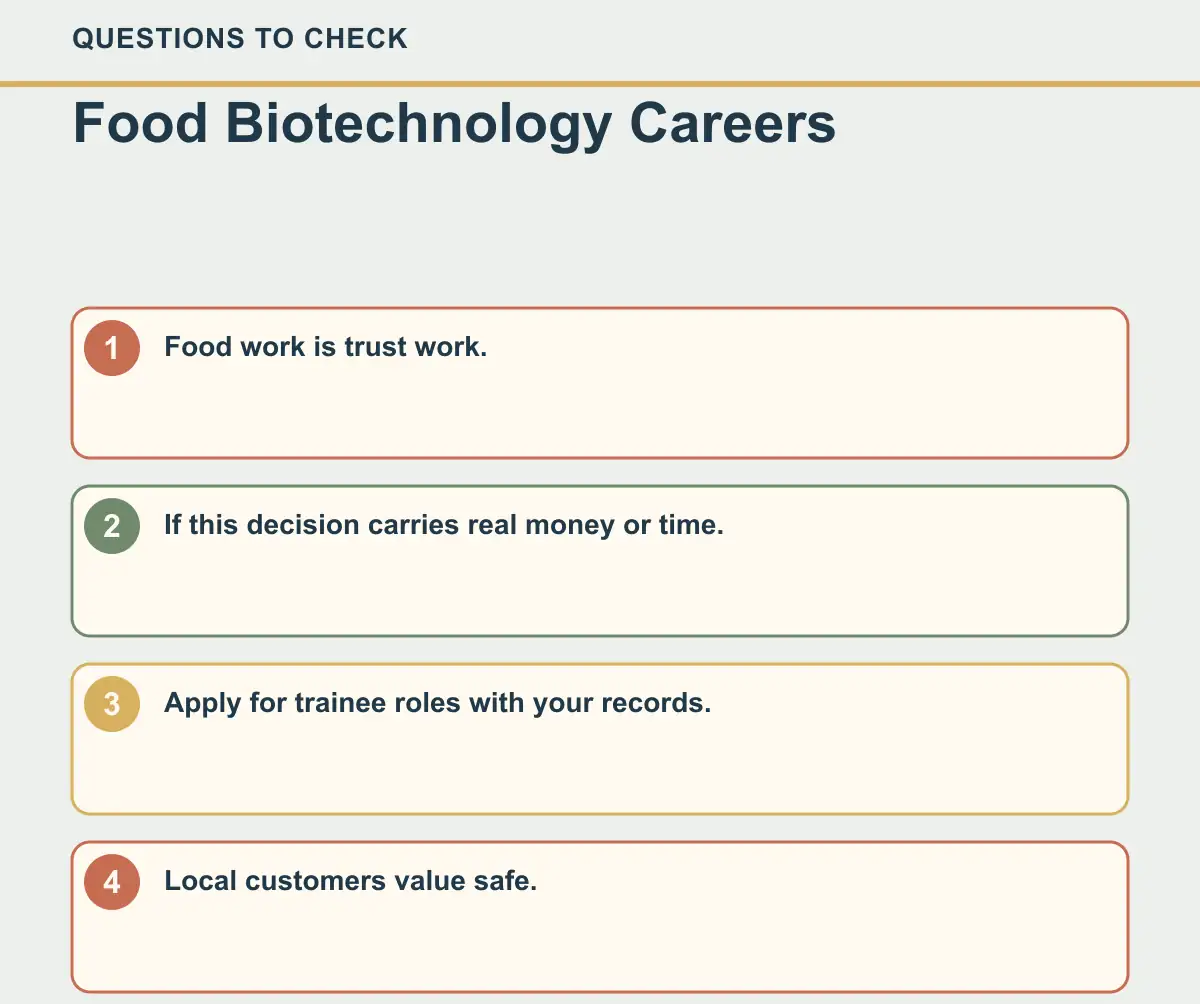 QUESTIONS TO CHECK
Food Biotechnology Careers
1 Food work is trust work.
2 If this decision carries real money or time.
3 Apply for trainee roles with your records.
4 Local customers value safe.